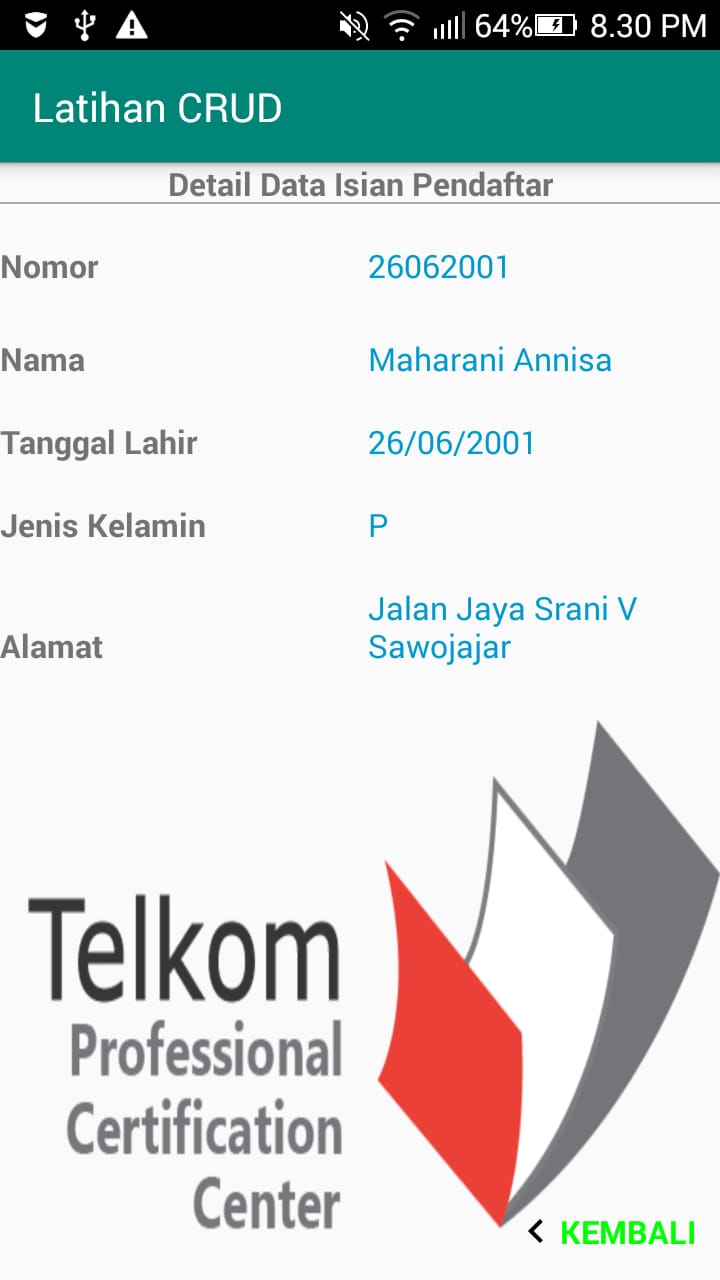 64% 8.30 PM
Latihan CRUD
Detail Data Isian Pendaftar
Nomor 26062001
Nama Maharani Annisa
Tanggal Lahir 26/06/2001
Jenis Kelamin P
Alamat Jalan Jaya Srani V
Sawojajar
Telkom
Professional
Certification
Center
KEMBALI